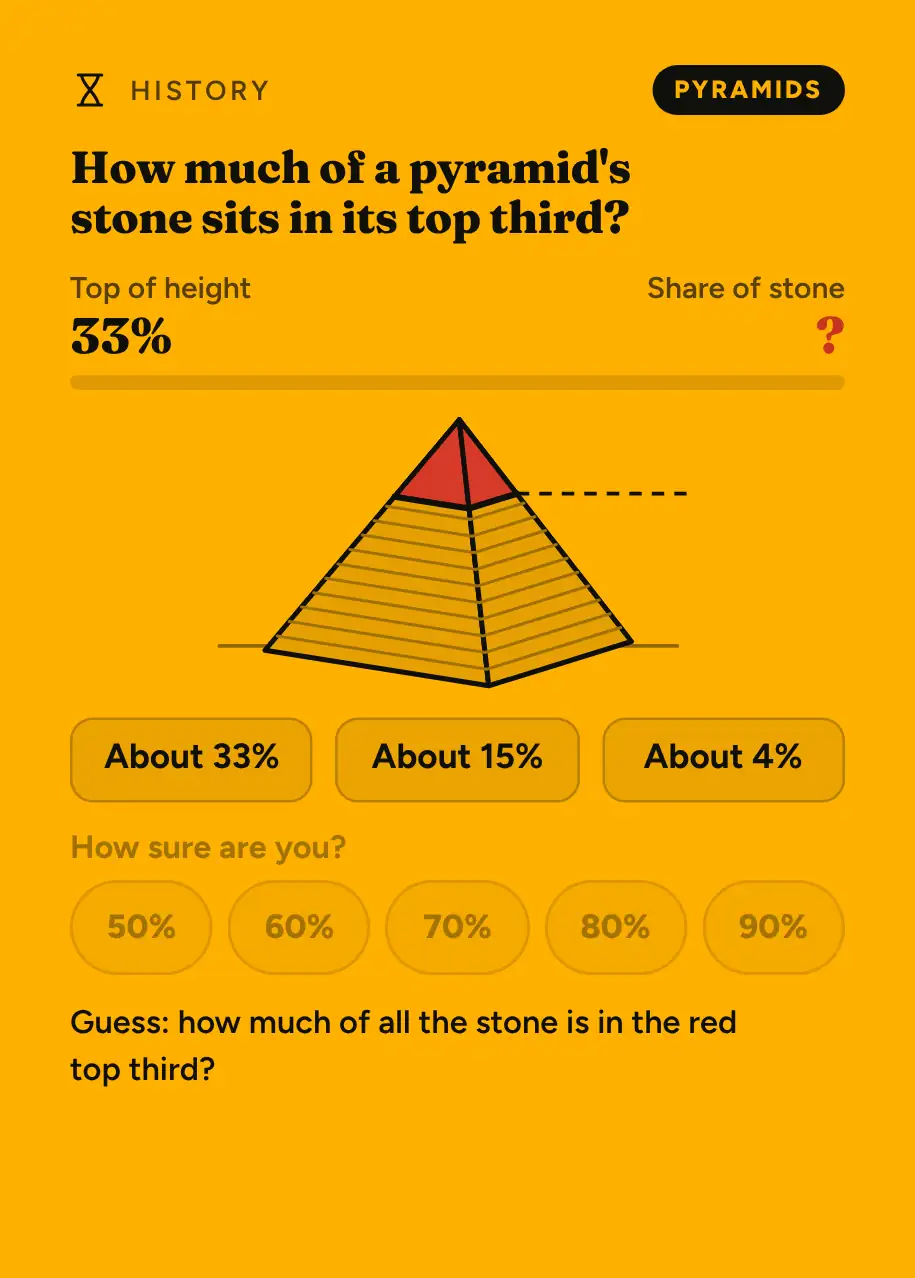 HISTORY
PYRAMIDS
How much of a pyramid's
stone sits in its top third?
Top of height
Share of stone
33%
?
About 33%
About 15%
About 4%
How sure are you?
50%
60%
70%
80%
90%
Guess: how much of all the stone is in the red
top third?